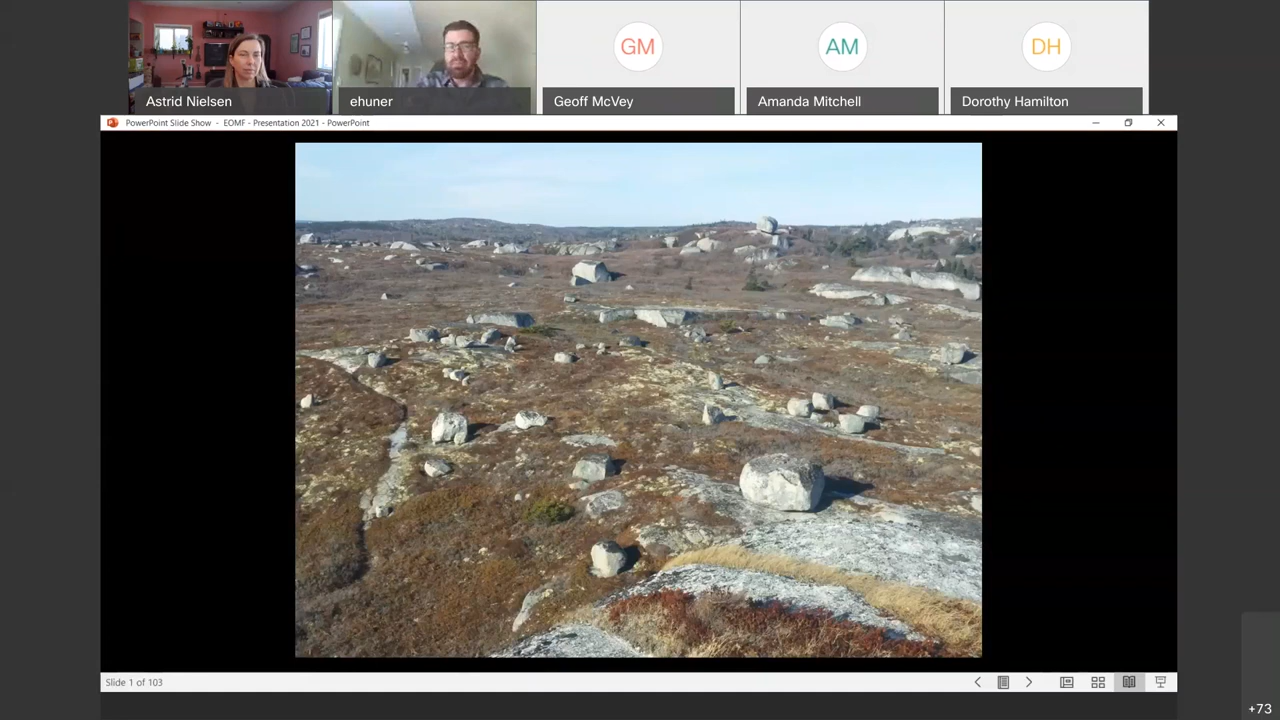 GM
AM
DH
Astrid Nielsen
ehuner
Geoff McVey
Amanda Mitchell
Dorothy Hamilton
PowerPoint Slide Show - EOMF - Presentation 2021 - PowerPoint
Slide 1 of 103
+73